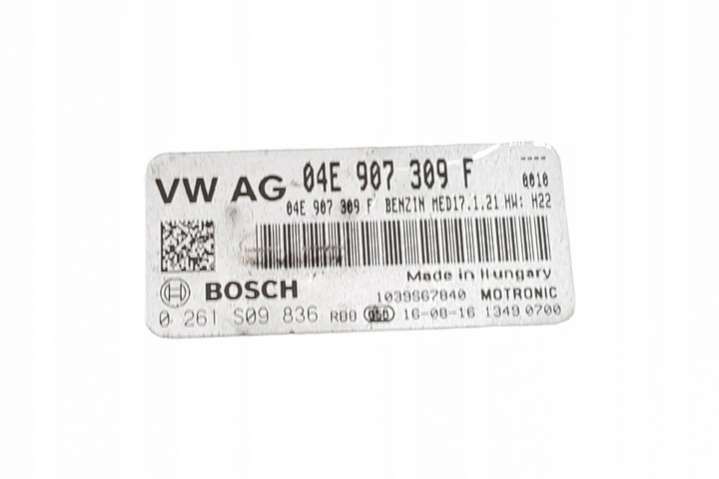 VW AG 04E 907 309 F ----
0010
04E 907 309 F BENZIN MED17.1.21 HW: H22
Made in Hungary
BOSCH 1039S67840 MOTRONIC
0 261 S09 836 RBB 16-08-16 1349 0700